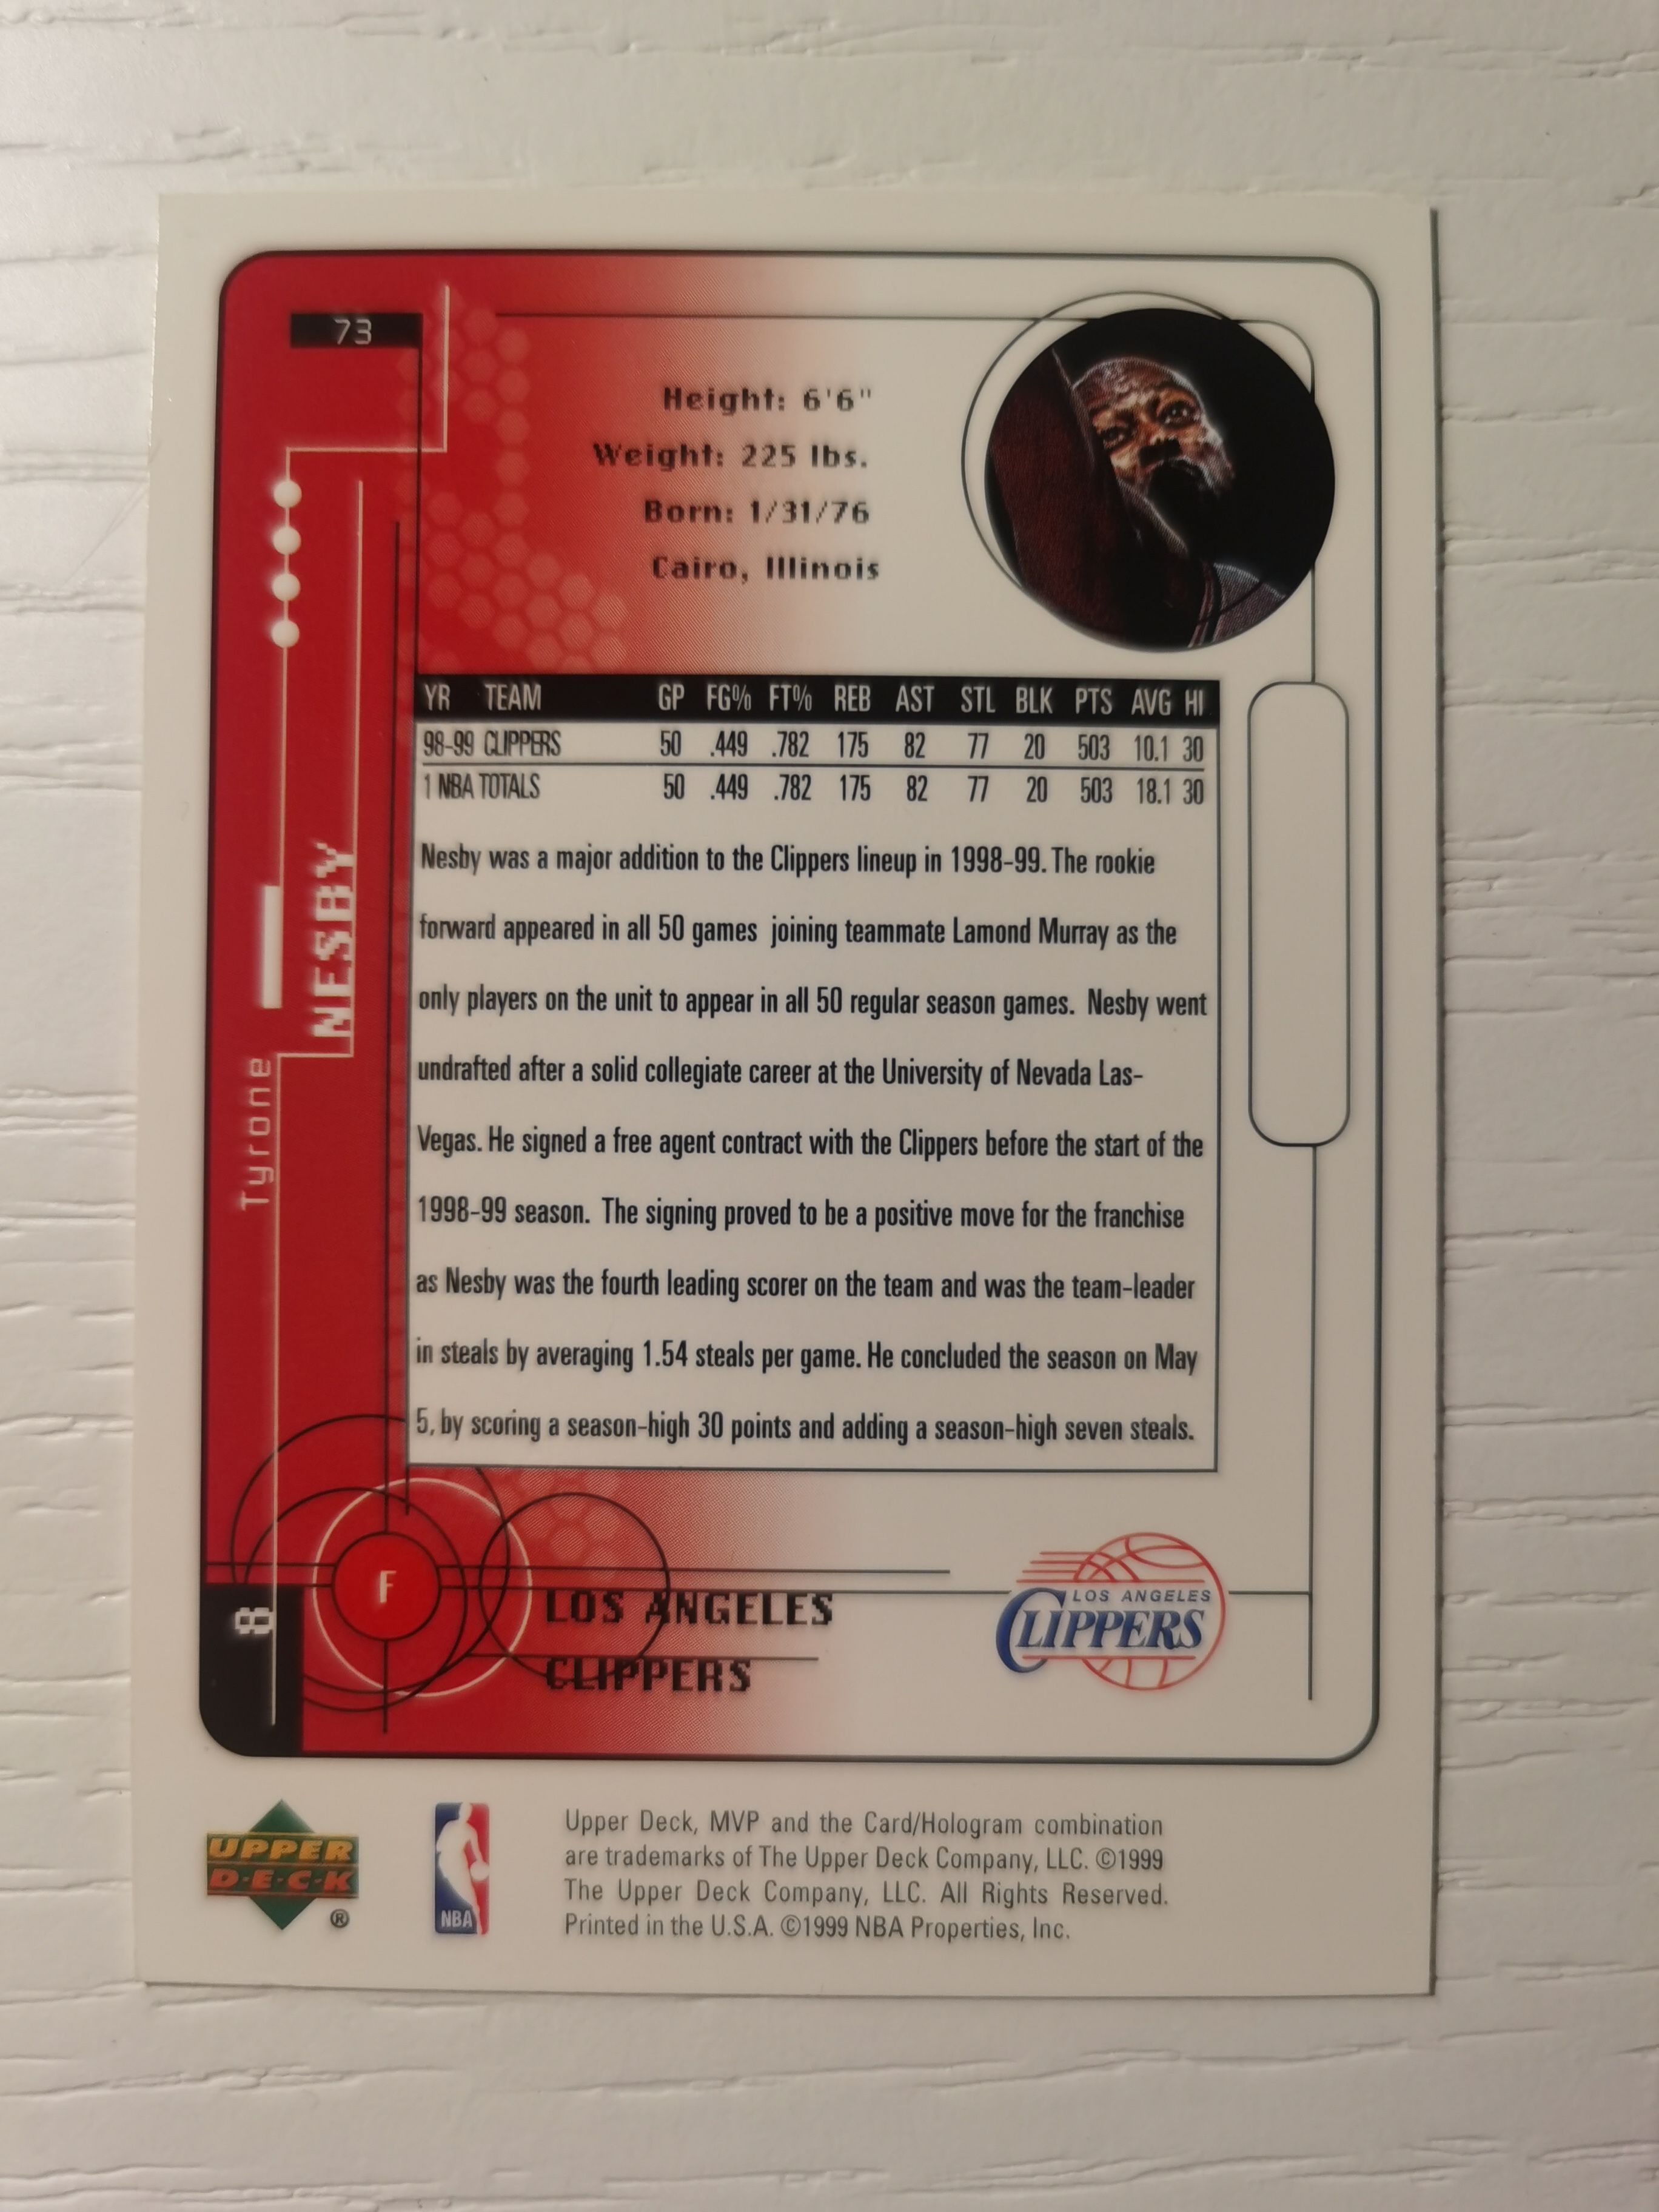 73
Height: 6'6"
Weight: 225 lbs.
Born: 1/31/76
Cairo, Illinois
Tyrone
NESBY
YR TEAM GP FG% FT% REB AST STL BLK PTS AVG HI
98-99 CLIPPERS 50 .449 .782 175 82 77 20 503 10.1 30
1 NBA TOTALS 50 .449 .782 175 82 77 20 503 18.1 30
Nesby was a major addition to the Clippers lineup in 1998-99. The rookie
forward appeared in all 50 games joining teammate Lamond Murray as the
only players on the unit to appear in all 50 regular season games. Nesby went
undrafted after a solid collegiate career at the University of Nevada Las-
Vegas. He signed a free agent contract with the Clippers before the start of the
1998-99 season. The signing proved to be a positive move for the franchise
as Nesby was the fourth leading scorer on the team and was the team-leader
in steals by averaging 1.54 steals per game. He concluded the season on May
5, by scoring a season-high 30 points and adding a season-high seven steals.
8
F
LOS ANGELES
CLIPPERS
LOS ANGELES
CLIPPERS
UPPER
D·E·C·K
®
NBA
Upper Deck, MVP and the Card/Hologram combination
are trademarks of The Upper Deck Company, LLC. ©1999
The Upper Deck Company, LLC. All Rights Reserved.
Printed in the U.S.A. ©1999 NBA Properties, Inc.